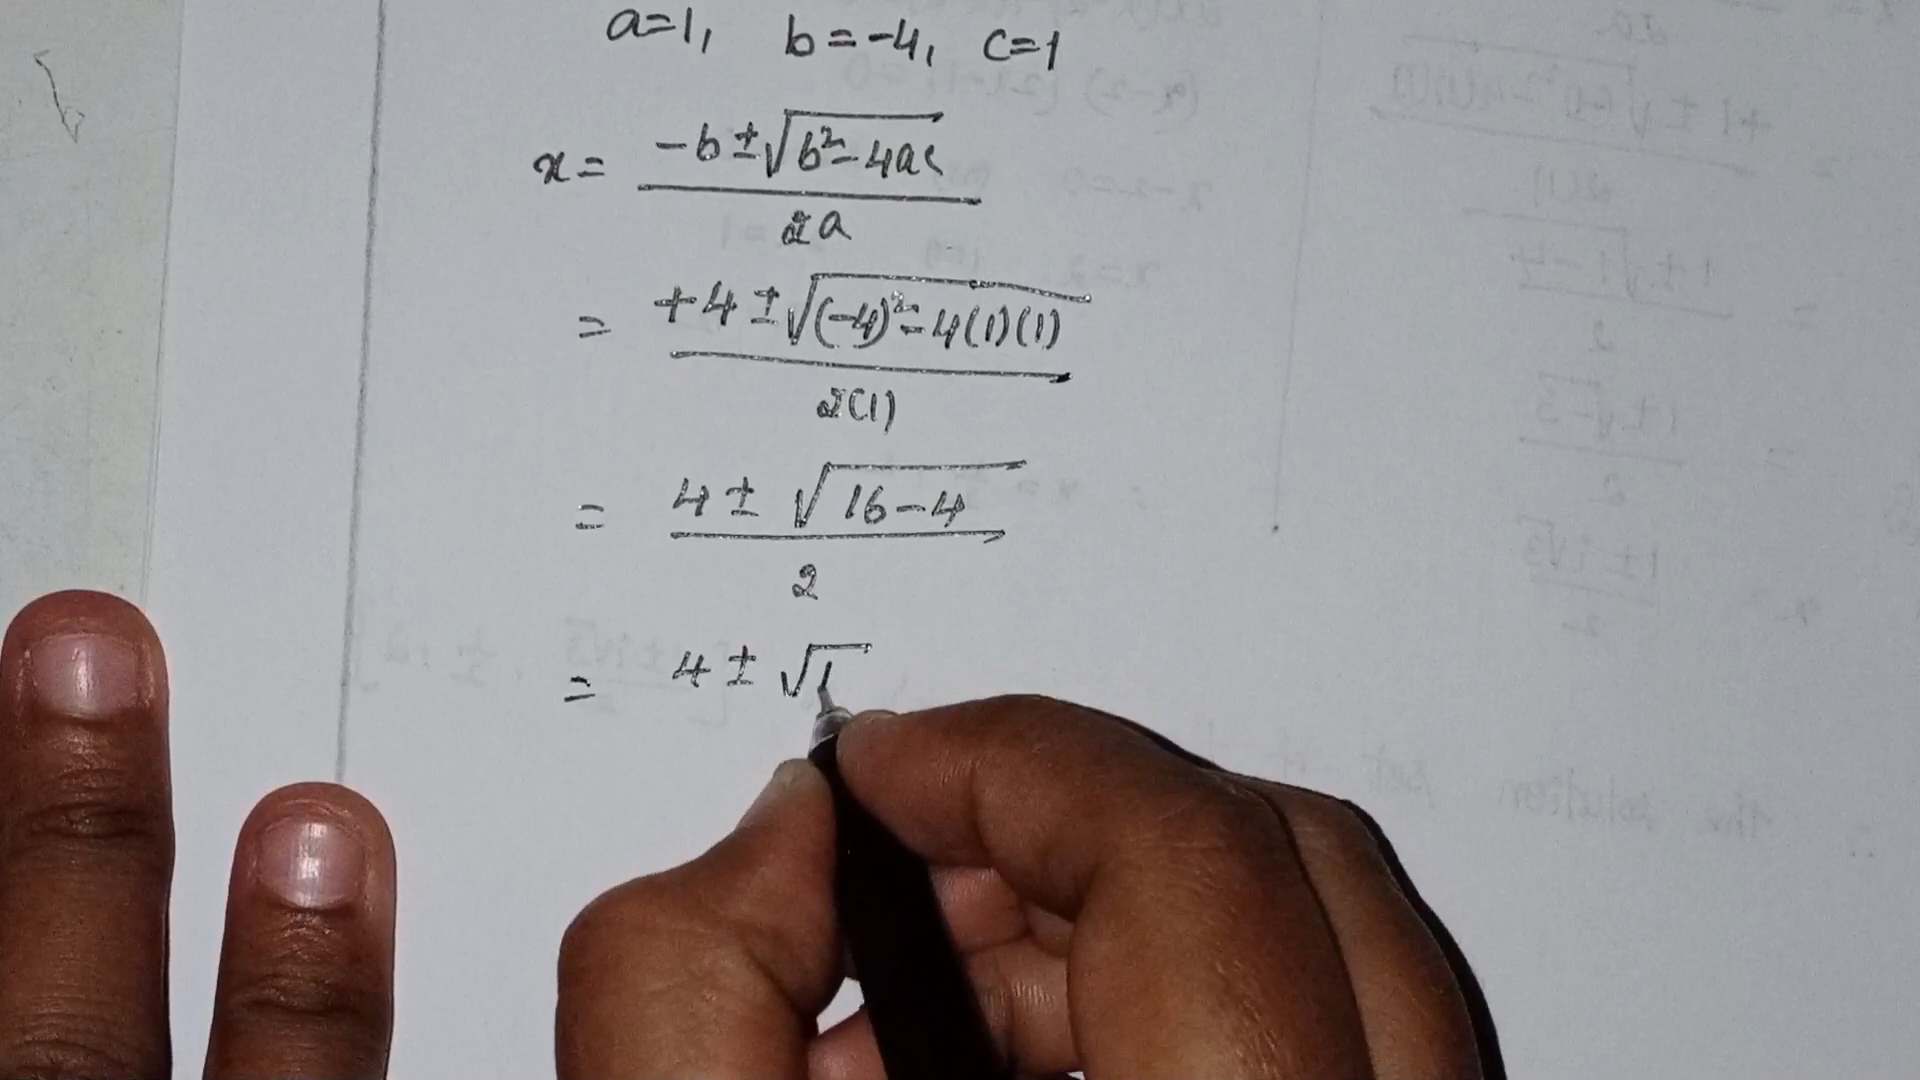 a=1, b=-4, c=1
x= -b±√b²-4ac
2a
= +4±√(-4)²-4(1)(1)
2(1)
= 4±√16-4
2
= 4±√1